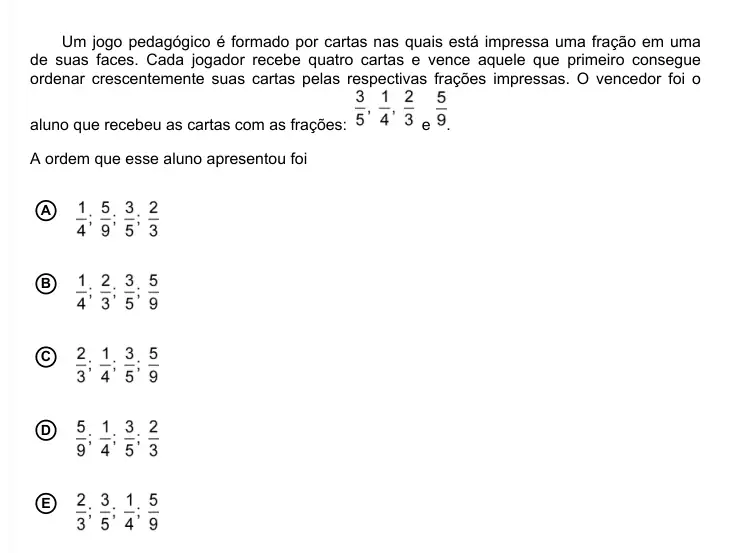 Um jogo pedagógico é formado por cartas nas quais está impressa uma fração em uma
de suas faces. Cada jogador recebe quatro cartas e vence aquele que primeiro consegue
ordenar crescentemente suas cartas pelas respectivas frações impressas. O vencedor foi o
aluno que recebeu as cartas com as frações: 3/5, 1/4, 2/3 e 5/9.
A ordem que esse aluno apresentou foi
A 1/4; 5/9; 3/5; 2/3
B 1/4; 2/3; 3/5; 5/9
C 2/3; 1/4; 3/5; 5/9
D 5/9; 1/4; 3/5; 2/3
E 2/3; 3/5; 1/4; 5/9